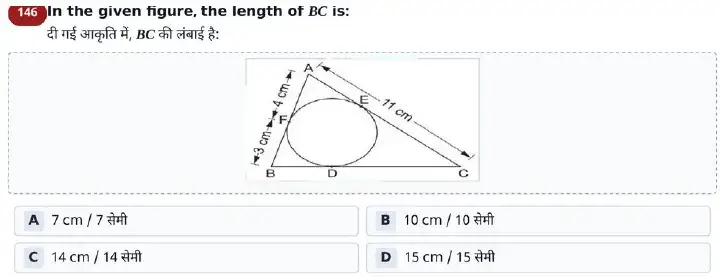 146 In the given figure, the length of BC is:
दी गई आकृति में, BC की लंबाई है:
A
11 cm
E
4 cm
F
3 cm
B
D
C
A 7 cm / 7 सेमी
B 10 cm / 10 सेमी
C 14 cm / 14 सेमी
D 15 cm / 15 सेमी